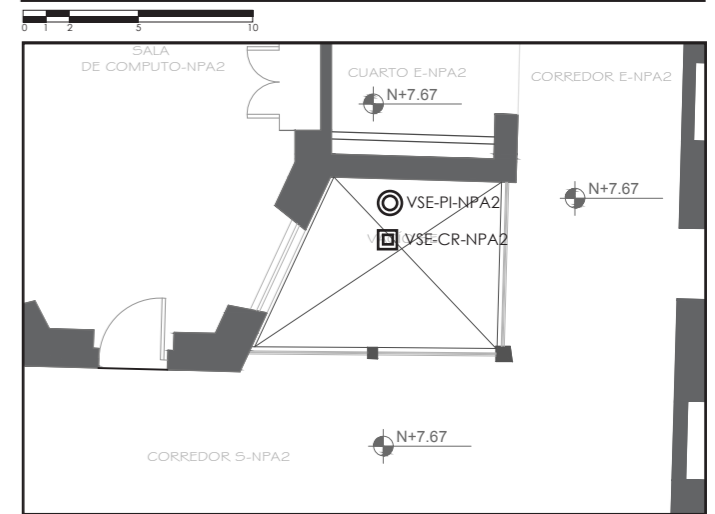 0 1 2 5 10
SALA
DE COMPUTO-NPA2
CUARTO E-NPA2
CORREDOR E-NPA2
N+7.67
N+7.67
VSE-PI-NPA2
VSE-CR-NPA2
N+7.67
CORREDOR S-NPA2